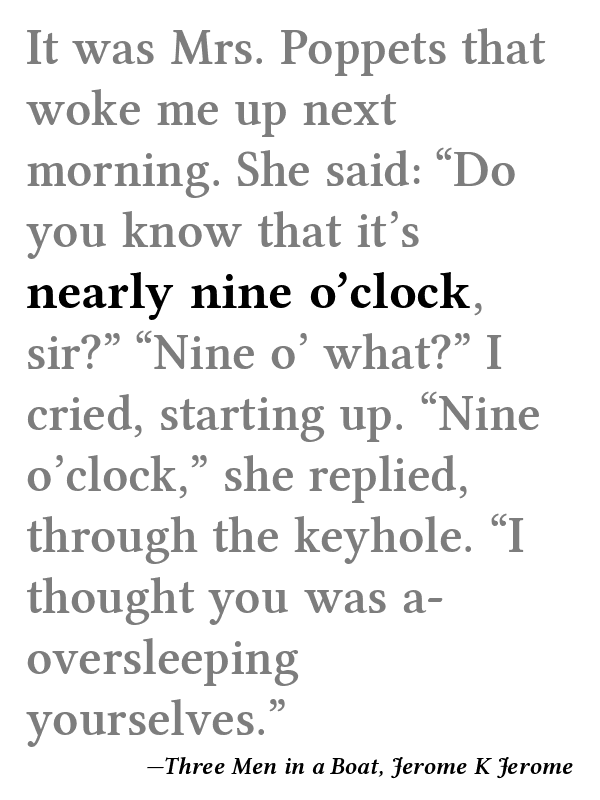 It was Mrs. Poppets that
woke me up next
morning. She said: “Do
you know that it’s
nearly nine o’clock,
sir?” “Nine o’ what?” I
cried, starting up. “Nine
o’clock,” she replied,
through the keyhole. “I
thought you was a-
oversleeping
yourselves.”
—Three Men in a Boat, Jerome K Jerome